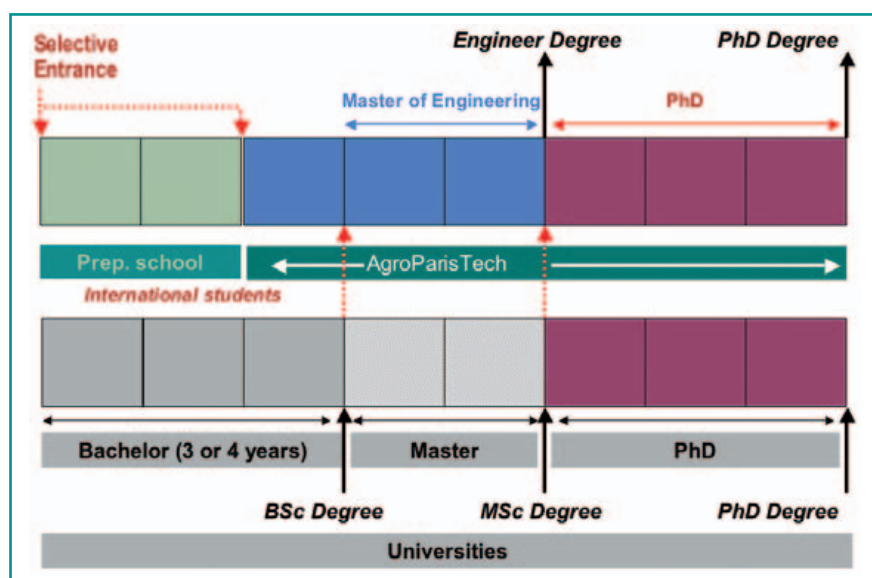 Selective
Entrance
Engineer Degree
PhD Degree
Master of Engineering
PhD
Prep. school
AgroParisTech
International students
Bachelor (3 or 4 years)
Master
PhD
BSc Degree
MSc Degree
PhD Degree
Universities